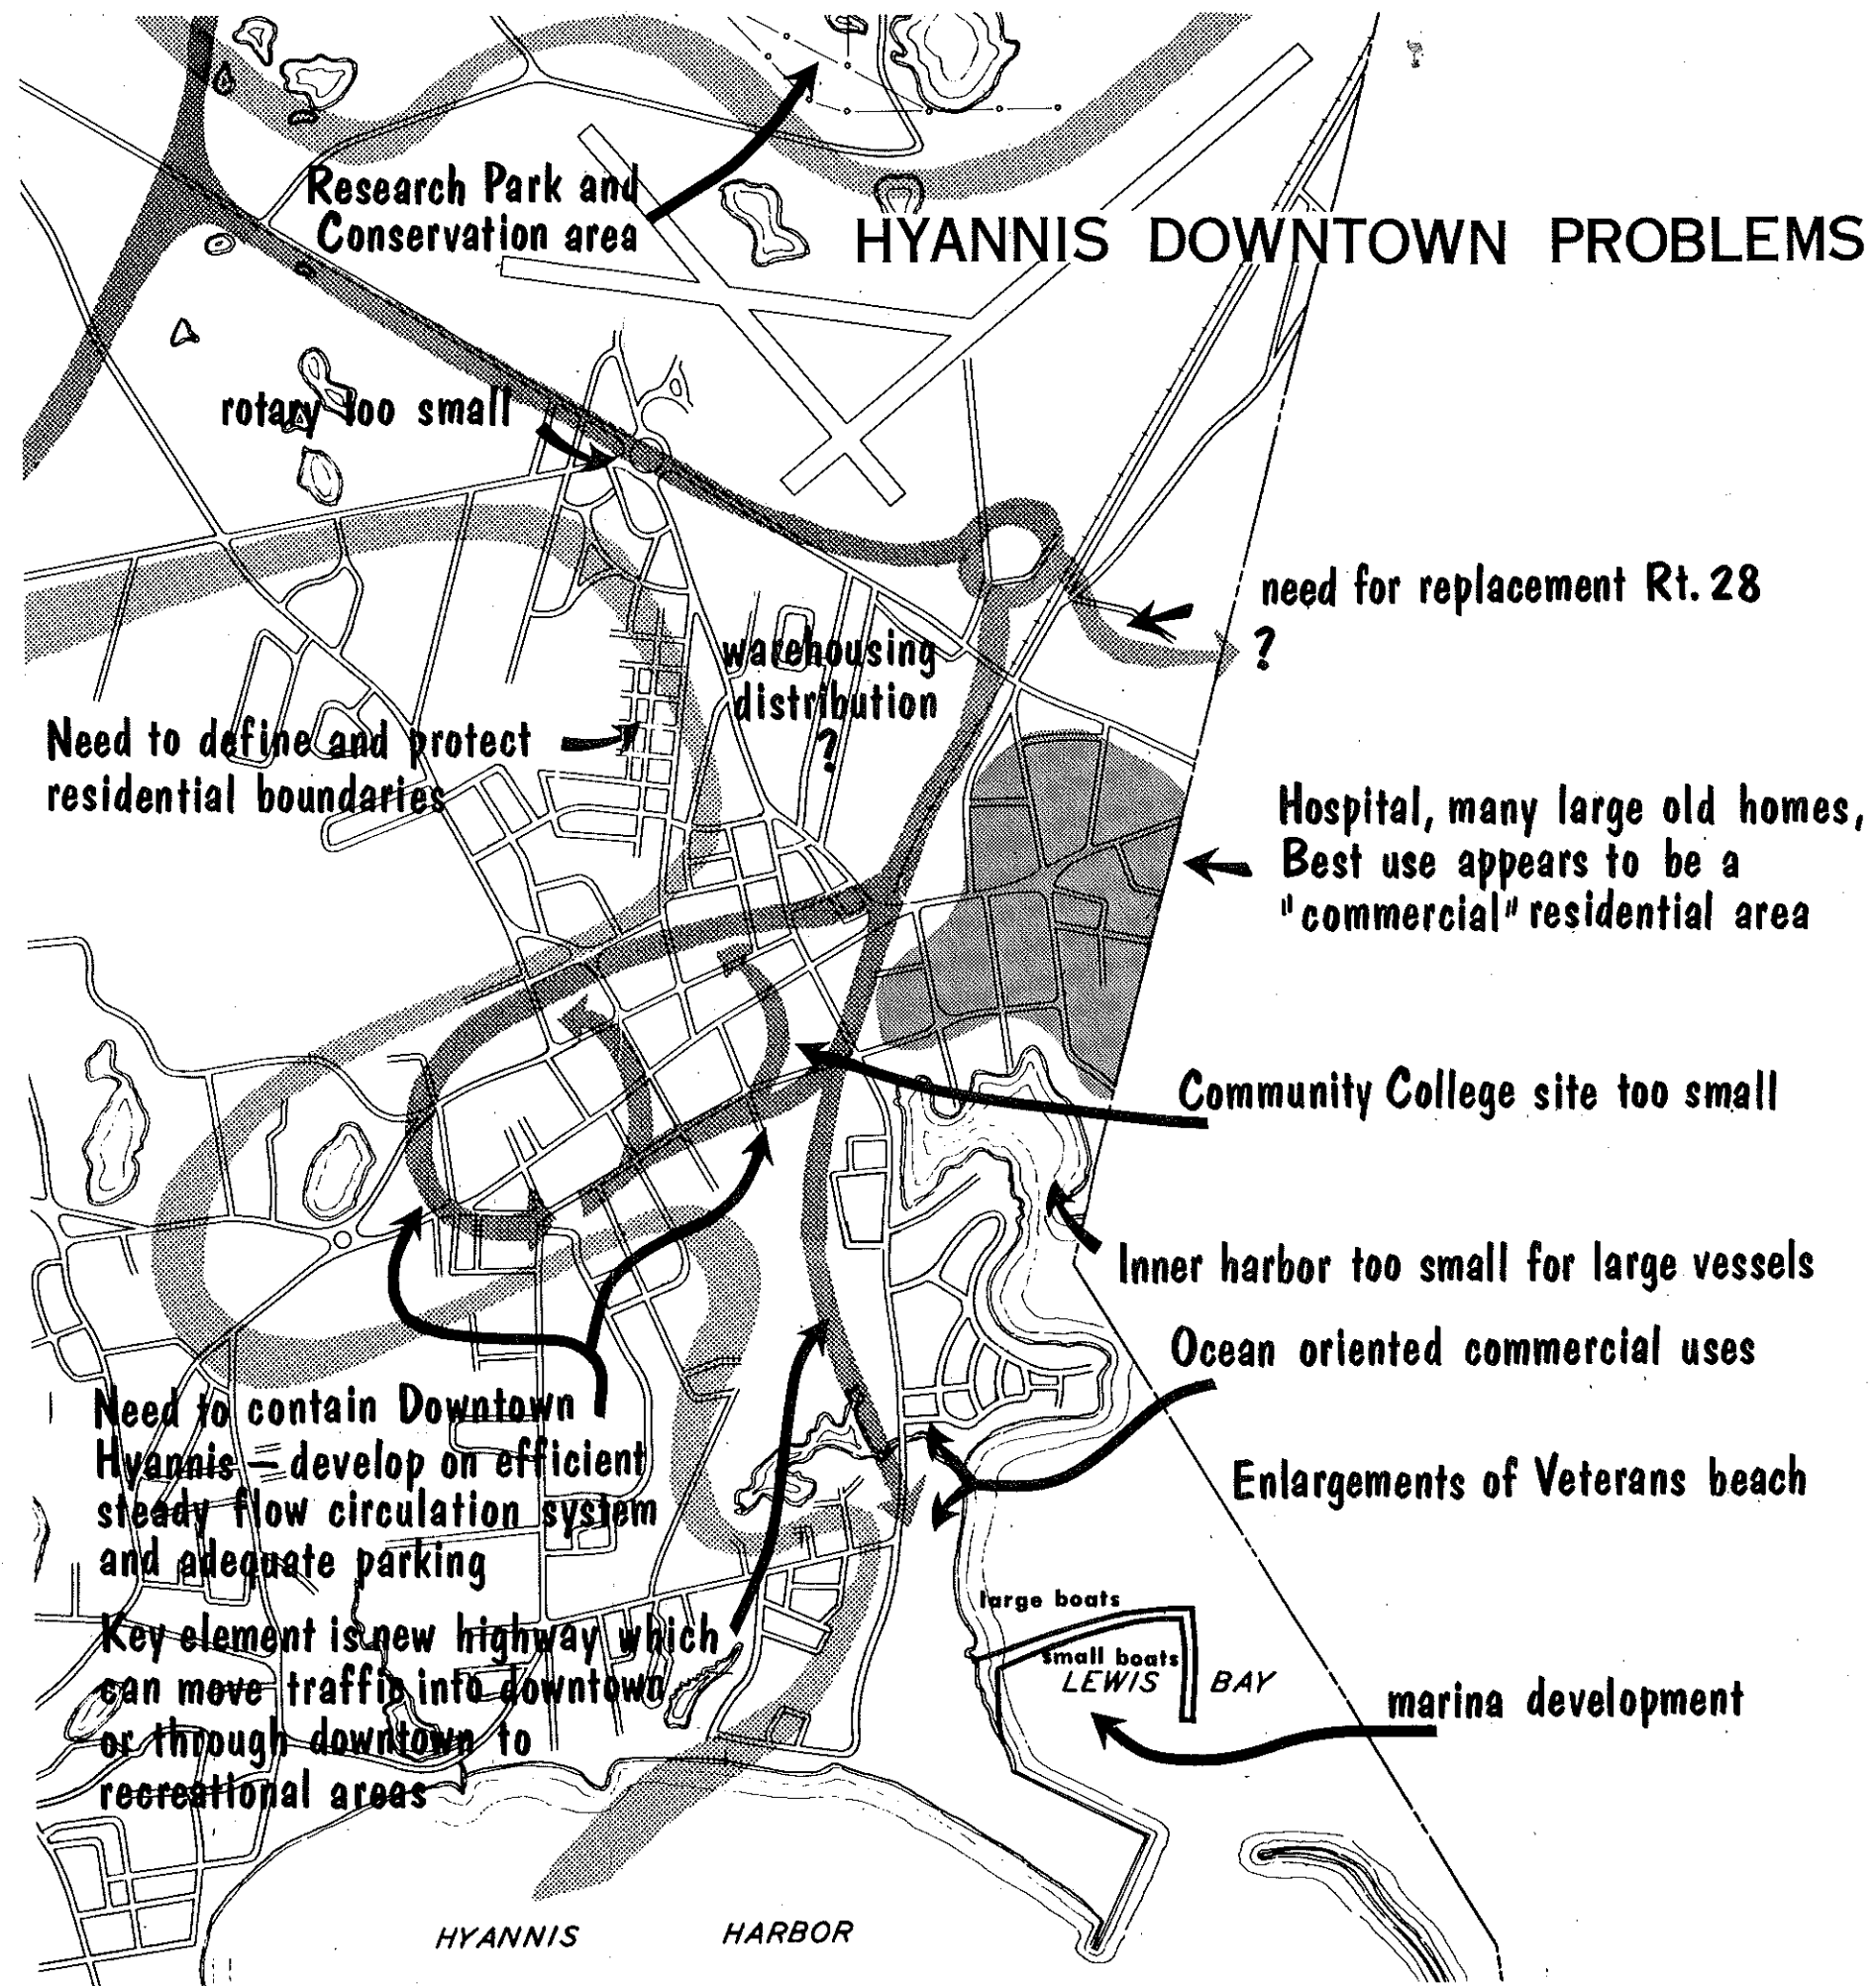 Research Park and
Conservation area
HYANNIS DOWNTOWN PROBLEMS
rotary too small
need for replacement Rt. 28
?
warehousing
distribution
?
Need to define and protect
residential boundaries
Hospital, many large old homes,
Best use appears to be a
"commercial" residential area
Community College site too small
Inner harbor too small for large vessels
Ocean oriented commercial uses
Need to contain Downtown
Hyannis — develop on efficient
steady flow circulation system
and adequate parking
Enlargements of Veterans beach
Key element is new highway which
can move traffic into downtown
or through downtown to
recreational areas
large boats
small boats
LEWIS BAY
marina development
HYANNIS HARBOR